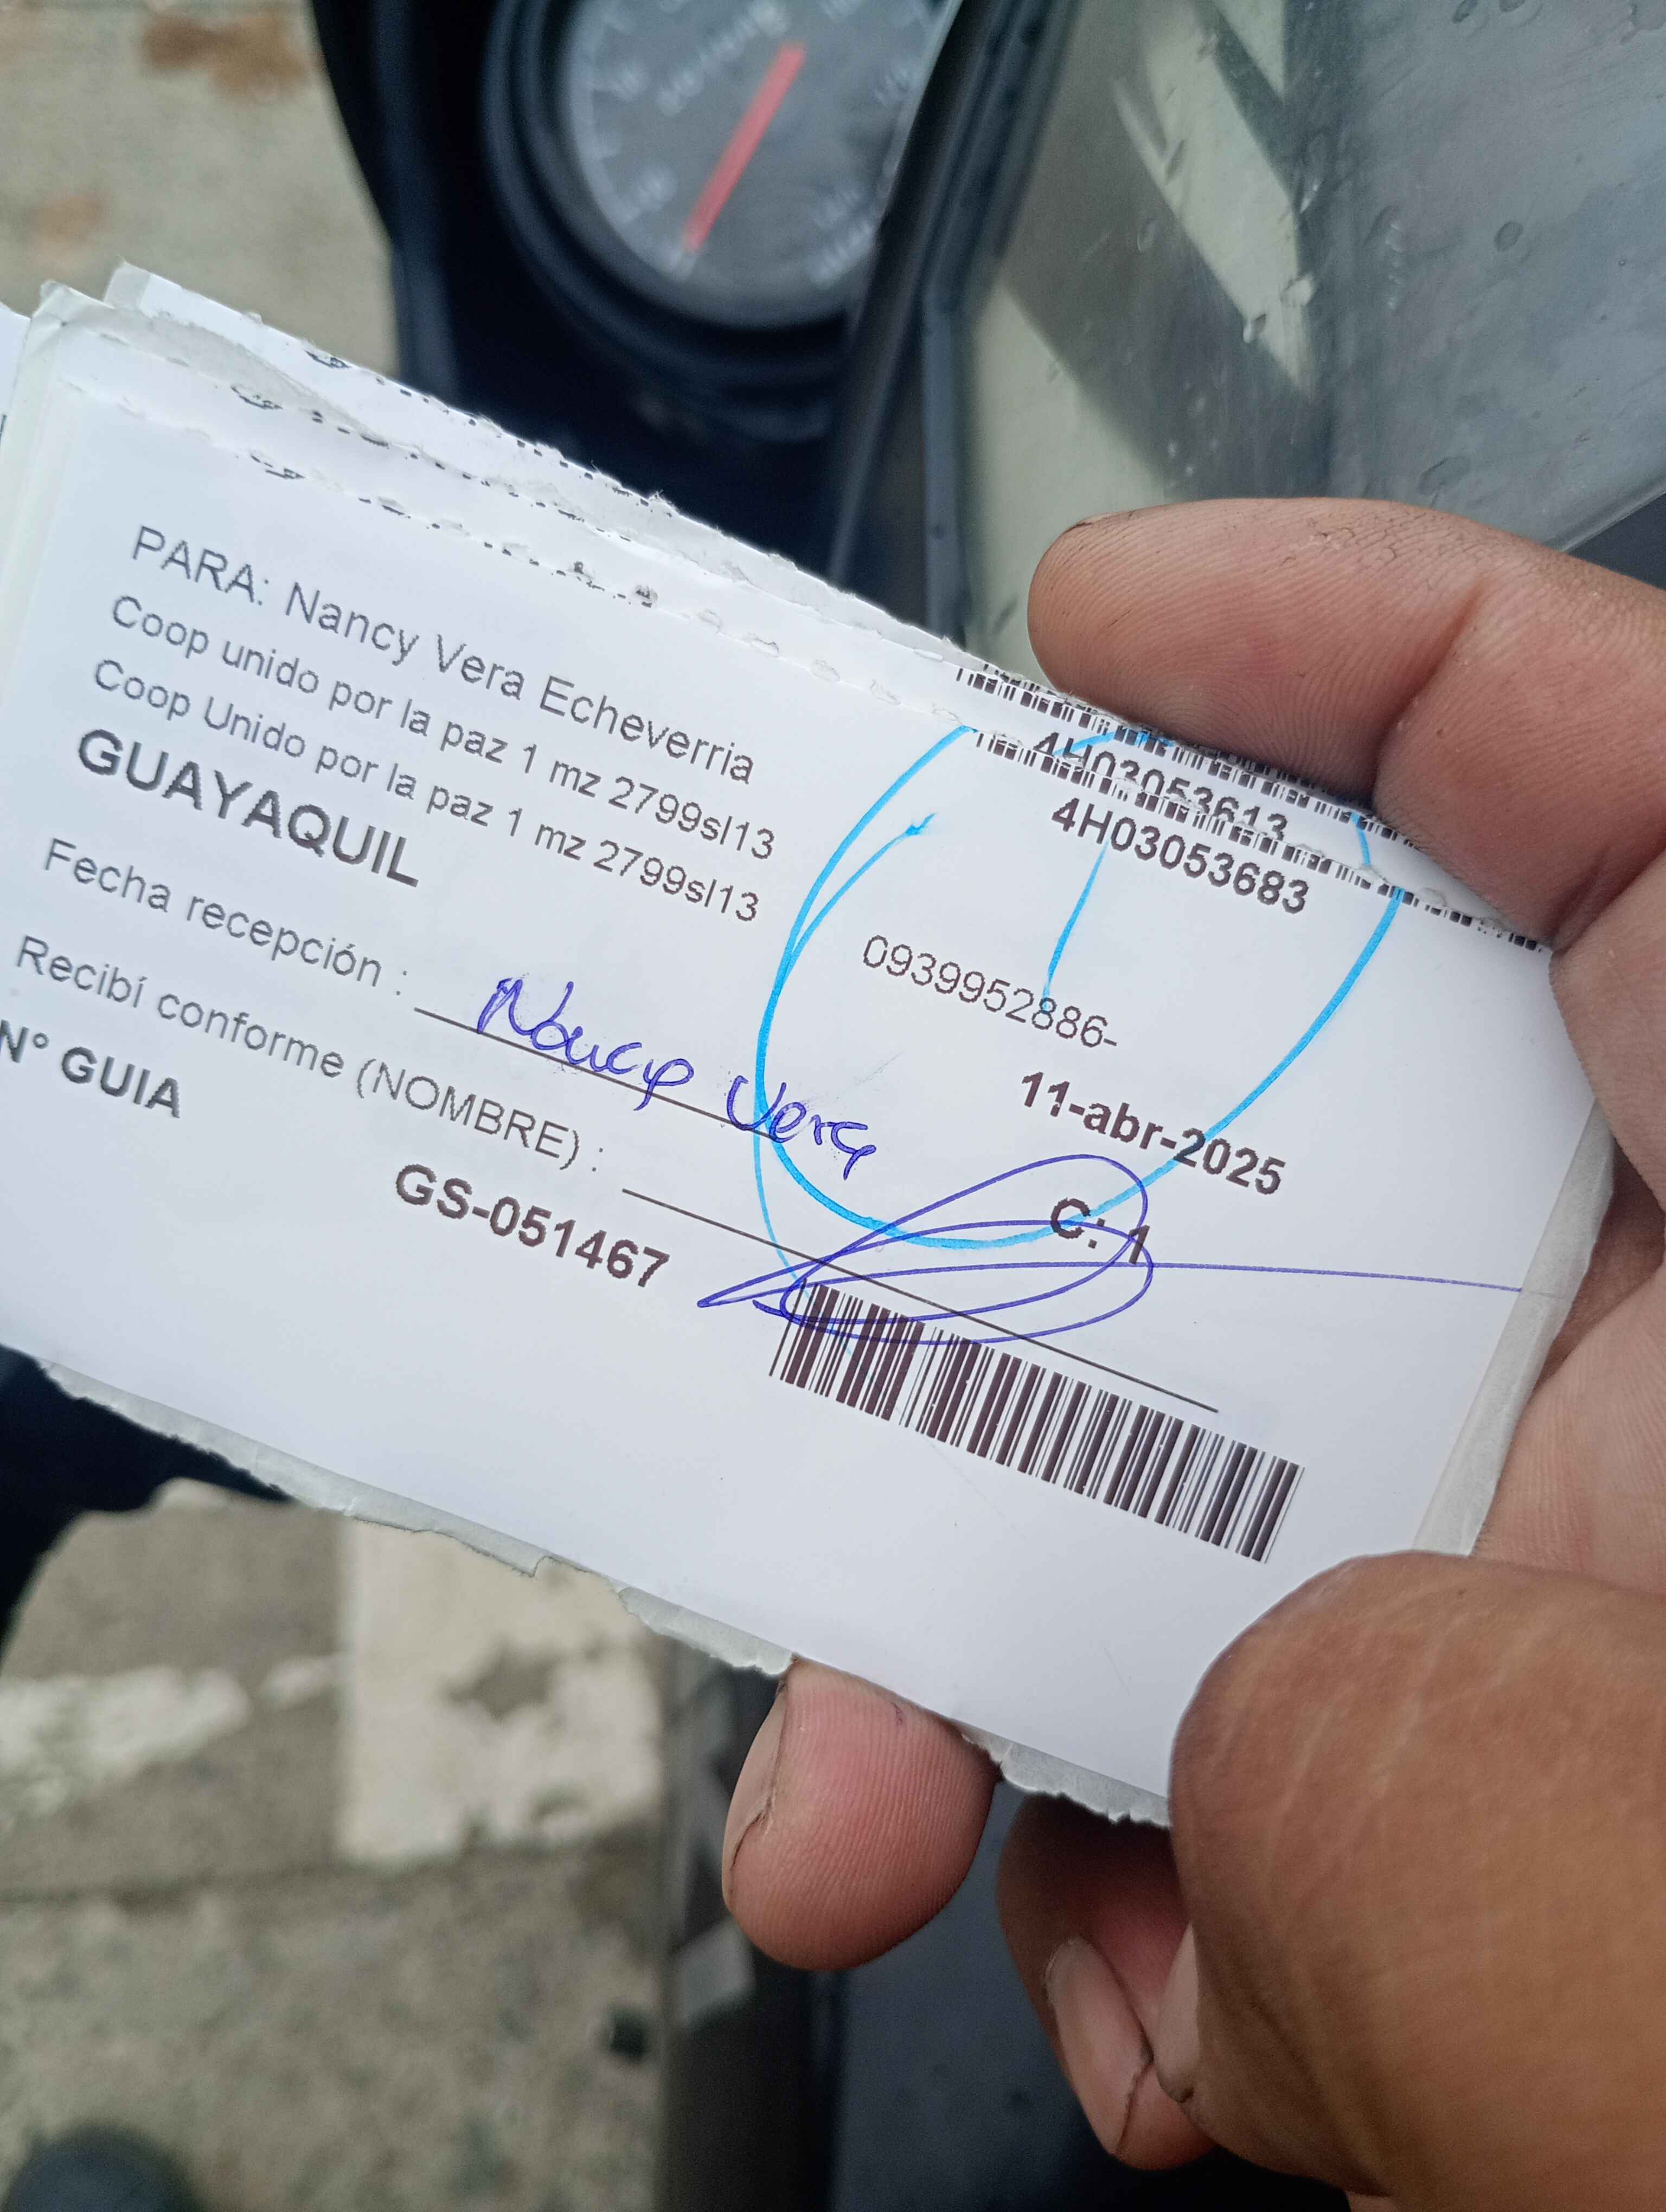 4H03053613
4H03053683
PARA: Nancy Vera Echeverria
Coop unido por la paz 1 mz 2799sl13
Coop Unido por la paz 1 mz 2799sl13
0939952886-
GUAYAQUIL
11-abr-2025
Fecha recepción :
Nancy Vera
C: 1
Recibí conforme (NOMBRE) :
N° GUIA
GS-051467